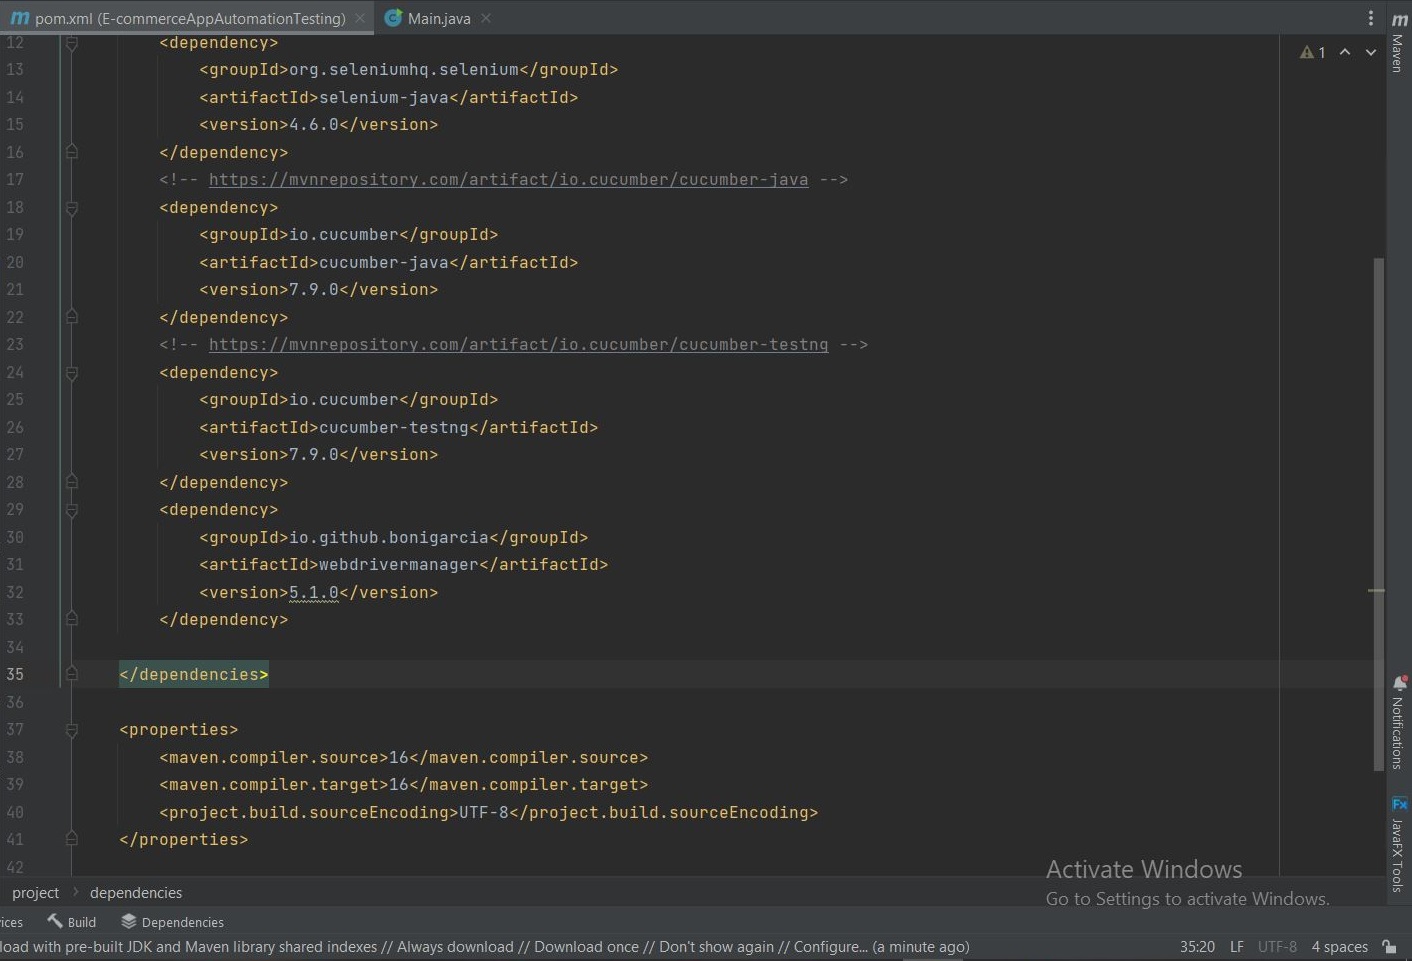 m pom.xml (E-commerceAppAutomationTesting) × C Main.java ×
12 <dependency>
13 <groupId>org.seleniumhq.selenium</groupId>
14 <artifactId>selenium-java</artifactId>
15 <version>4.6.0</version>
16 </dependency>
17 <!-- https://mvnrepository.com/artifact/io.cucumber/cucumber-java -->
18 <dependency>
19 <groupId>io.cucumber</groupId>
20 <artifactId>cucumber-java</artifactId>
21 <version>7.9.0</version>
22 </dependency>
23 <!-- https://mvnrepository.com/artifact/io.cucumber/cucumber-testng -->
24 <dependency>
25 <groupId>io.cucumber</groupId>
26 <artifactId>cucumber-testng</artifactId>
27 <version>7.9.0</version>
28 </dependency>
29 <dependency>
30 <groupId>io.github.bonigarcia</groupId>
31 <artifactId>webdrivermanager</artifactId>
32 <version>5.1.0</version>
33 </dependency>
34
35 </dependencies>
36
37 <properties>
38 <maven.compiler.source>16</maven.compiler.source>
39 <maven.compiler.target>16</maven.compiler.target>
40 <project.build.sourceEncoding>UTF-8</project.build.sourceEncoding>
41 </properties>
42
1
m Maven
Notifications
Fx JavaFX Tools
Activate Windows
Go to Settings to activate Windows.
project > dependencies
ices Build Dependencies
load with pre-built JDK and Maven library shared indexes // Always download // Download once // Don't show again // Configure... (a minute ago) 35:20 LF UTF-8 4 spaces